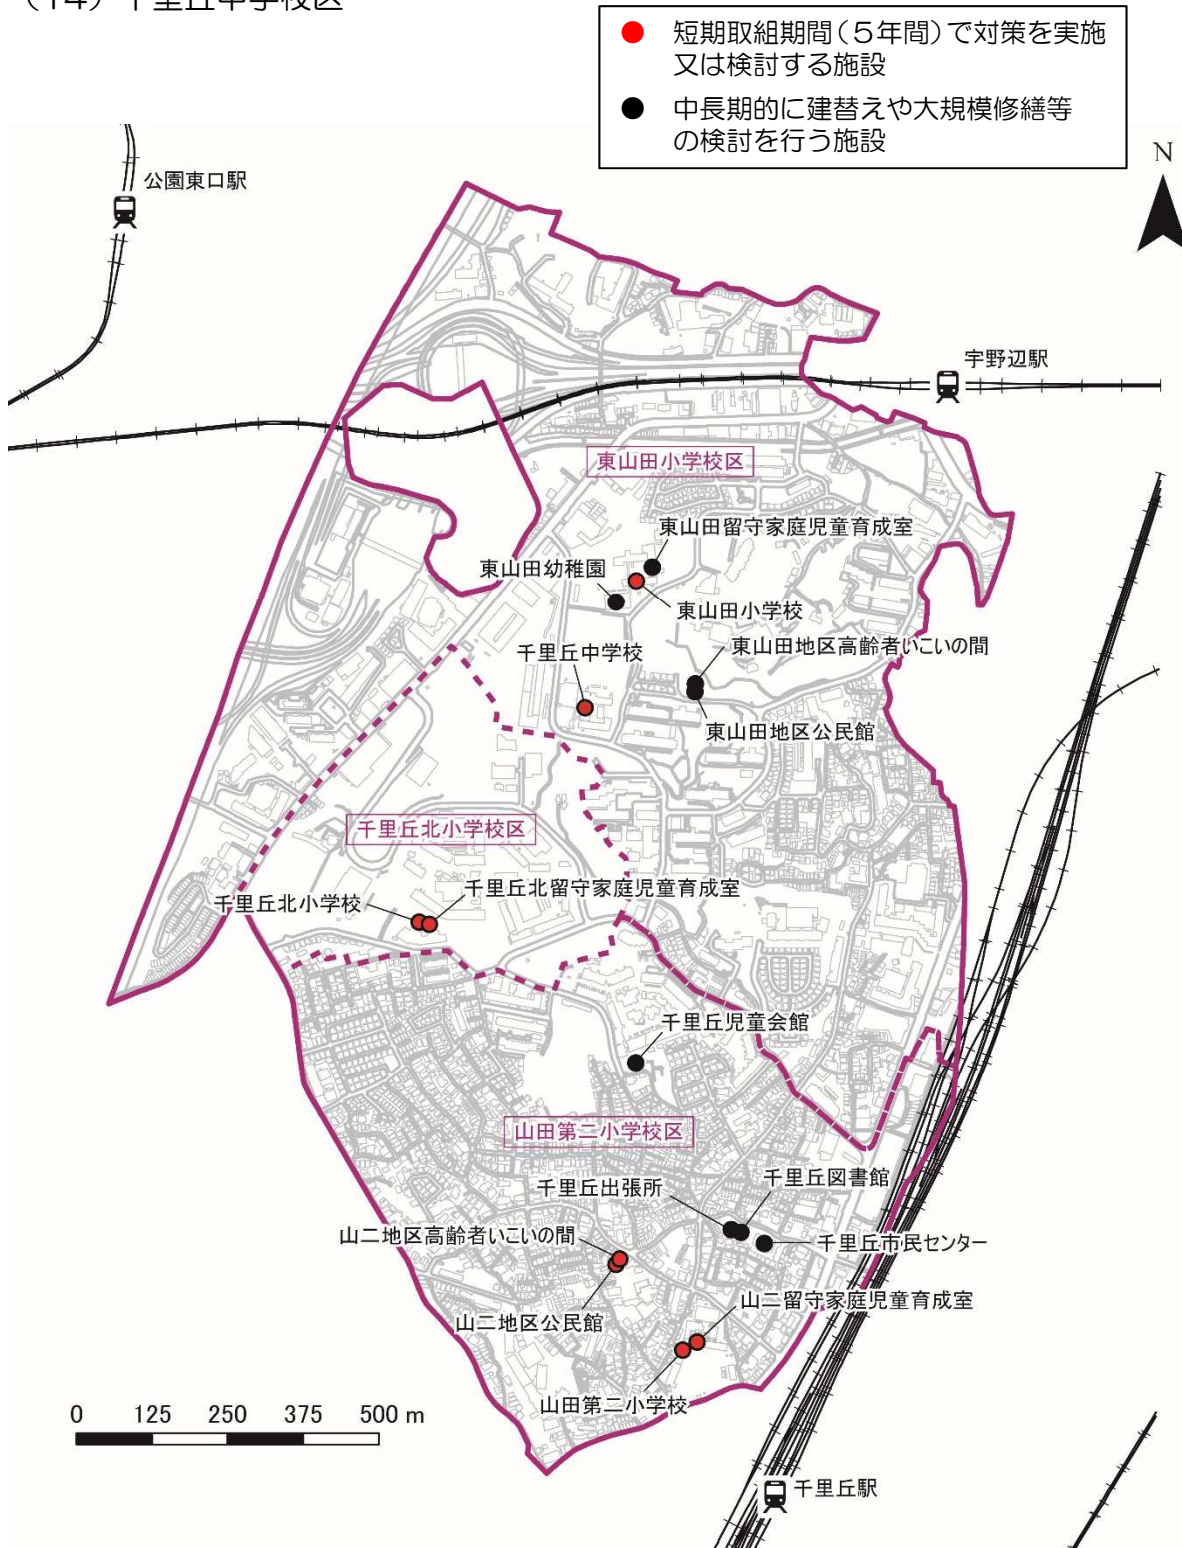 （14）千里丘中学校区
● 短期取組期間（５年間）で対策を実施
又は検討する施設
● 中長期的に建替えや大規模修繕等
の検討を行う施設
N
公園東口駅
宇野辺駅
東山田小学校区
東山田留守家庭児童育成室
東山田幼稚園
東山田小学校
東山田地区高齢者いこいの間
千里丘中学校
東山田地区公民館
千里丘北小学校区
千里丘北留守家庭児童育成室
千里丘北小学校
千里丘児童会館
山田第二小学校区
千里丘図書館
千里丘出張所
山二地区高齢者いこいの間
千里丘市民センター
山二留守家庭児童育成室
山二地区公民館
山田第二小学校
0 125 250 375 500 m
千里丘駅